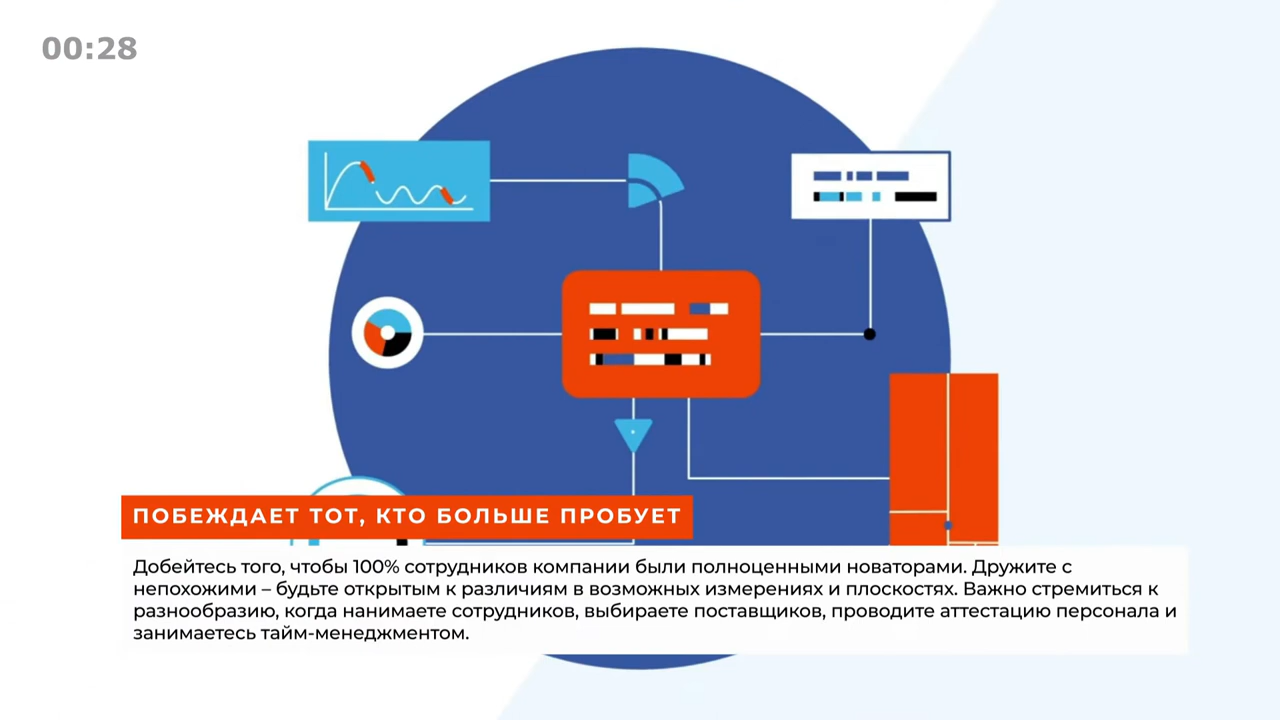 00:28
ПОБЕЖДАЕТ ТОТ, КТО БОЛЬШЕ ПРОБУЕТ
Добейтесь того, чтобы 100% сотрудников компании были полноценными новаторами. Дружите с
непохожими – будьте открытым к различиям в возможных измерениях и плоскостях. Важно стремиться к
разнообразию, когда нанимаете сотрудников, выбираете поставщиков, проводите аттестацию персонала и
занимаетесь тайм-менеджментом.